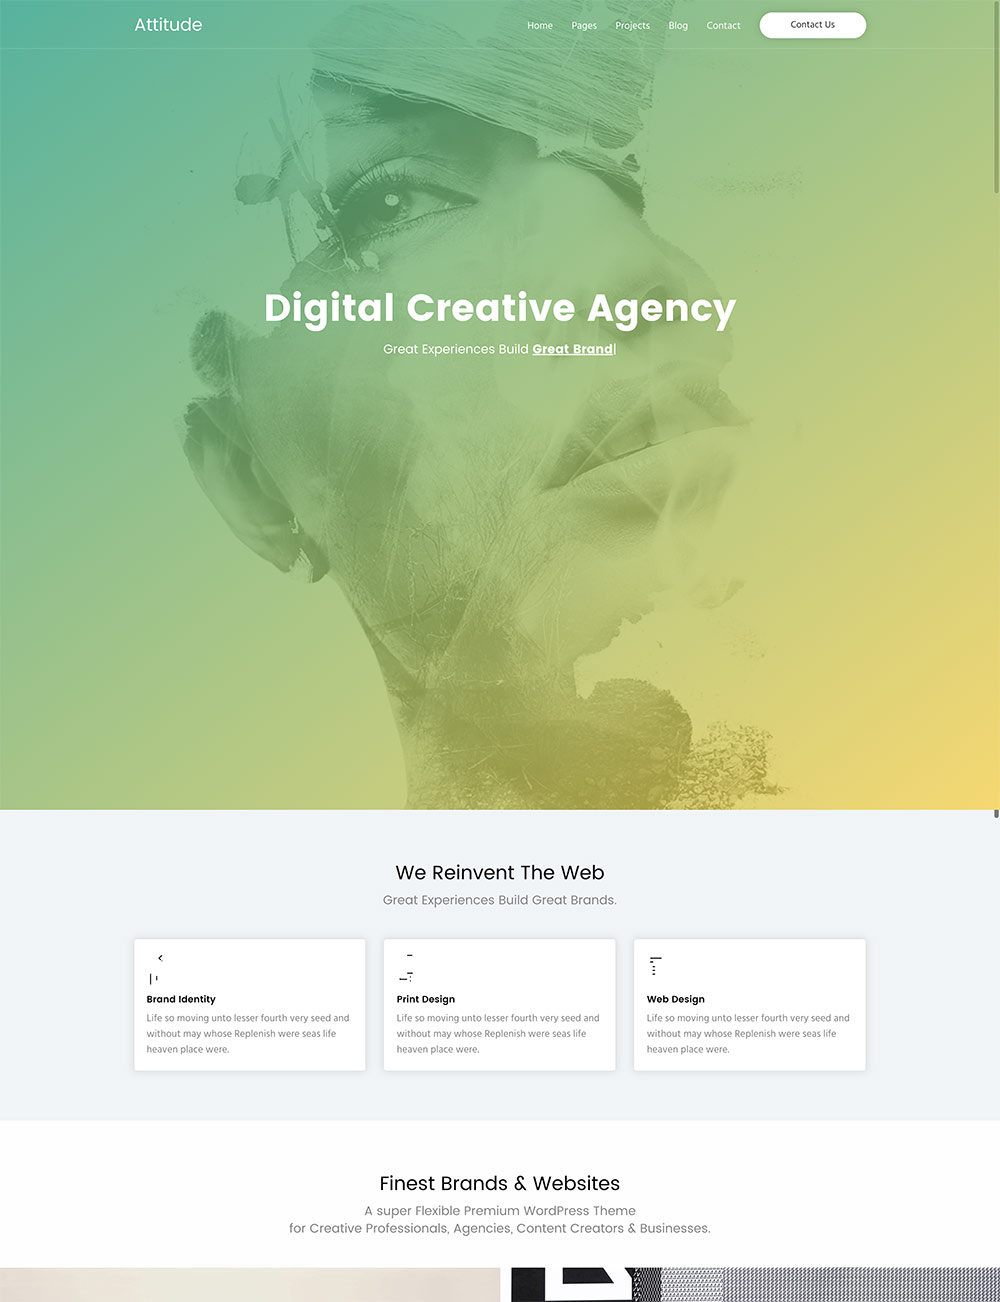 Attitude
Home Pages Projects Blog Contact Contact Us
Digital Creative Agency
Great Experiences Build Great Brand|
We Reinvent The Web
Great Experiences Build Great Brands.
Brand Identity
Life so moving unto lesser fourth very seed and
without may whose Replenish were seas life
heaven place were.
Print Design
Life so moving unto lesser fourth very seed and
without may whose Replenish were seas life
heaven place were.
Web Design
Life so moving unto lesser fourth very seed and
without may whose Replenish were seas life
heaven place were.
Finest Brands & Websites
A super Flexible Premium WordPress Theme
for Creative Professionals, Agencies, Content Creators & Businesses.